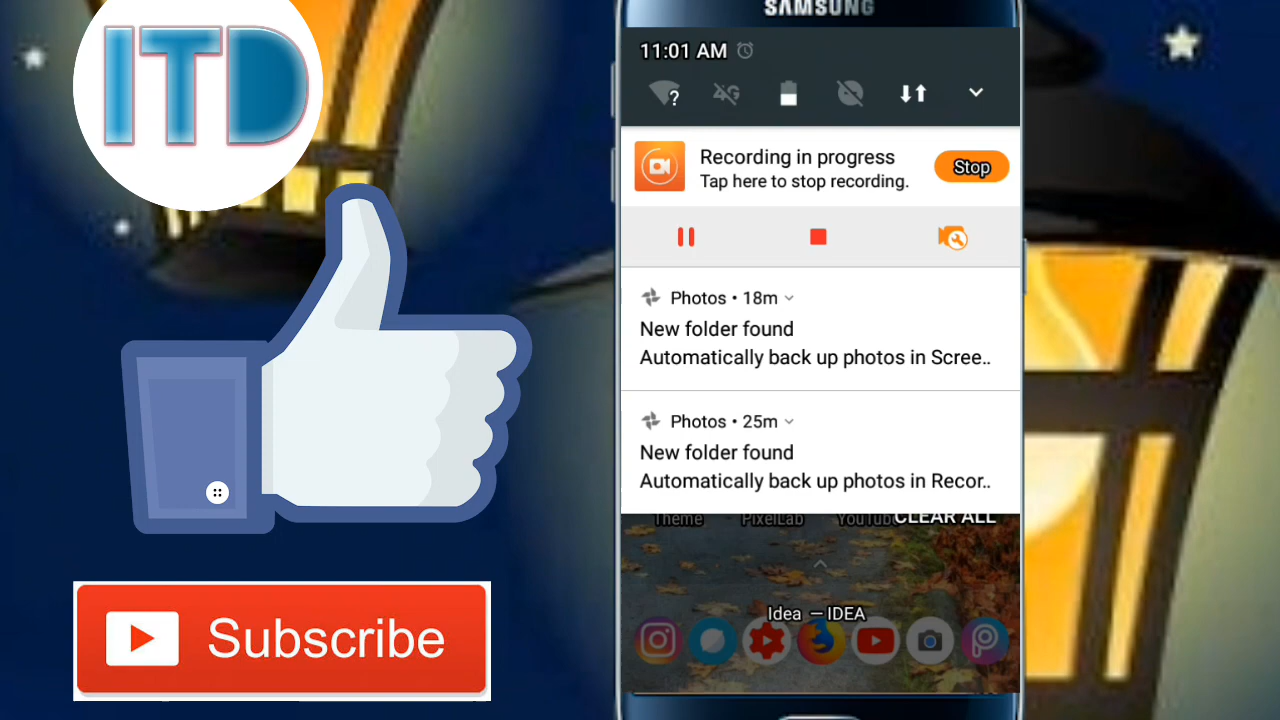 ITD
Subscribe
SAMSUNG
11:01 AM
?
4G
Recording in progress
Tap here to stop recording.
Stop
Photos • 18m
New folder found
Automatically back up photos in Scree..
Photos • 25m
New folder found
Automatically back up photos in Recor..
Theme PixelLab YouTube
CLEAR ALL
Idea — IDEA